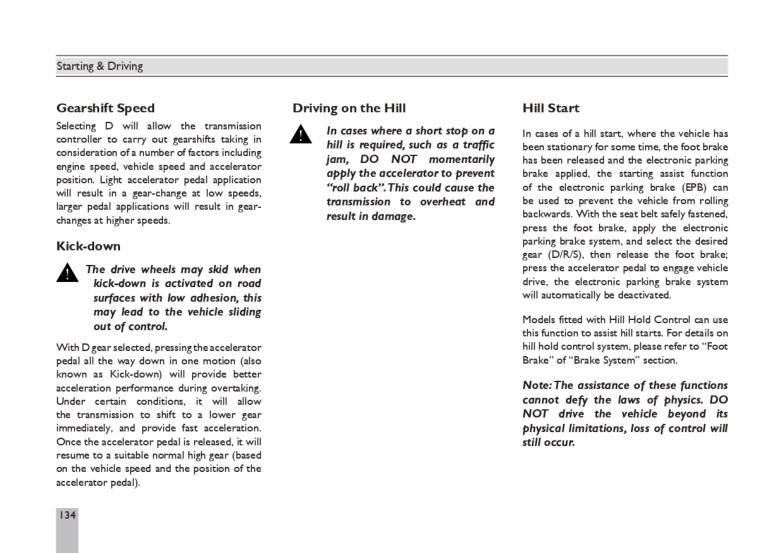 Starting & Driving
Gearshift Speed
Selecting D will allow the transmission
controller to carry out gearshifts taking in
consideration of a number of factors including
engine speed, vehicle speed and accelerator
position. Light accelerator pedal application
will result in a gear-change at low speeds,
larger pedal applications will result in gear-
changes at higher speeds.
Kick-down
The drive wheels may skid when
kick-down is activated on road
surfaces with low adhesion, this
may lead to the vehicle sliding
out of control.
With D gear selected, pressing the accelerator
pedal all the way down in one motion (also
known as Kick-down) will provide better
acceleration performance during overtaking.
Under certain conditions, it will allow
the transmission to shift to a lower gear
immediately, and provide fast acceleration.
Once the accelerator pedal is released, it will
resume to a suitable normal high gear (based
on the vehicle speed and the position of the
accelerator pedal).
Driving on the Hill
In cases where a short stop on a
hill is required, such as a traffic
jam, DO NOT momentarily
apply the accelerator to prevent
“roll back”. This could cause the
transmission to overheat and
result in damage.
Hill Start
In cases of a hill start, where the vehicle has
been stationary for some time, the foot brake
has been released and the electronic parking
brake applied, the starting assist function
of the electronic parking brake (EPB) can
be used to prevent the vehicle from rolling
backwards. With the seat belt safely fastened,
press the foot brake, apply the electronic
parking brake system, and select the desired
gear (D/R/S), then release the foot brake;
press the accelerator pedal to engage vehicle
drive, the electronic parking brake system
will automatically be deactivated.
Models fitted with Hill Hold Control can use
this function to assist hill starts. For details on
hill hold control system, please refer to “Foot
Brake” of “Brake System” section.
Note: The assistance of these functions
cannot defy the laws of physics. DO
NOT drive the vehicle beyond its
physical limitations, loss of control will
still occur.
134